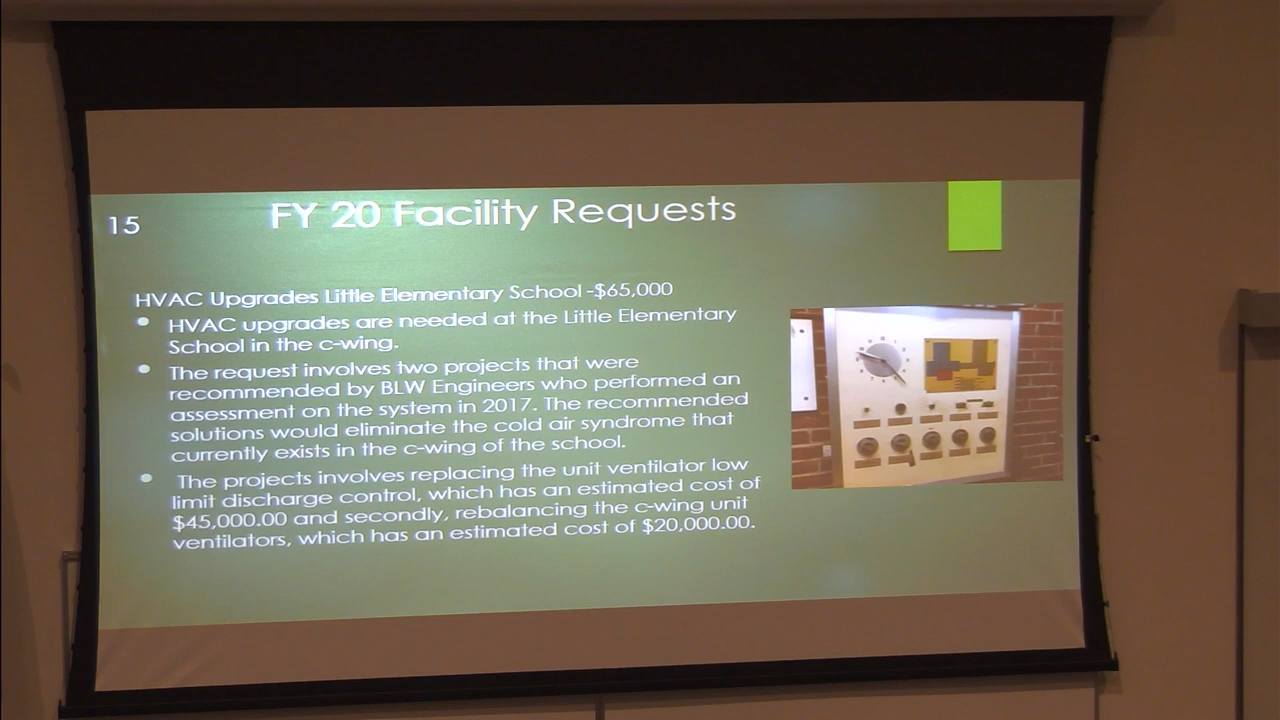 15
FY 20 Facility Requests
HVAC Upgrades Little Elementary School -$65,000
HVAC upgrades are needed at the Little Elementary
School in the c-wing.
The request involves two projects that were
recommended by BLW Engineers who performed an
assessment on the system in 2017. The recommended
solutions would eliminate the cold air syndrome that
currently exists in the c-wing of the school.
The projects involves replacing the unit ventilator low
limit discharge control, which has an estimated cost of
$45,000.00 and secondly, rebalancing the c-wing unit
ventilators, which has an estimated cost of $20,000.00.